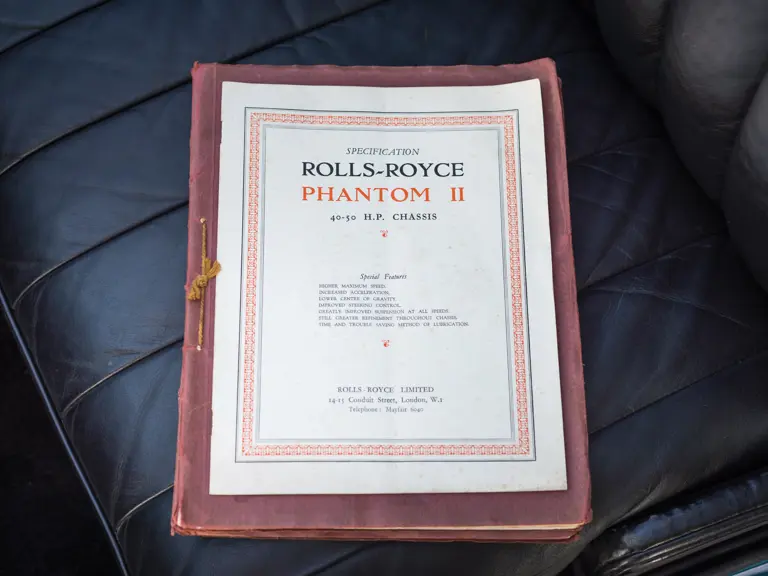 SPECIFICATION
ROLLS-ROYCE
PHANTOM II
40-50 H.P. CHASSIS
Special Features
HIGHER MAXIMUM SPEED.
INCREASED ACCELERATION.
LOWER CENTRE OF GRAVITY.
IMPROVED STEERING CONTROL.
GREATLY IMPROVED SUSPENSION AT ALL SPEEDS.
STILL GREATER REFINEMENT THROUGHOUT CHASSIS.
TIME AND TROUBLE SAVING METHOD OF LUBRICATION.
ROLLS-ROYCE LIMITED
14-15 Conduit Street, London, W.1
Telephone: Mayfair 6040